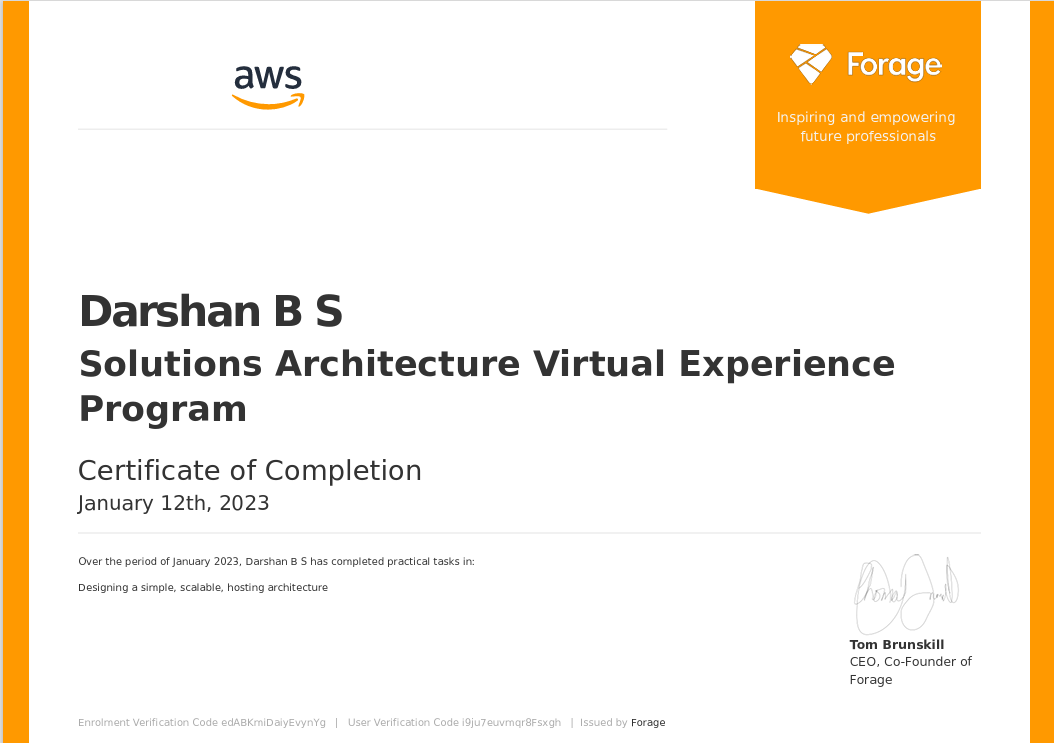 aws
Forage
Inspiring and empowering
future professionals
Darshan B S
Solutions Architecture Virtual Experience
Program
Certificate of Completion
January 12th, 2023
Over the period of January 2023, Darshan B S has completed practical tasks in:
Designing a simple, scalable, hosting architecture
Tom Brunskill
CEO, Co-Founder of
Forage
Enrolment Verification Code edABKmiDaiyEvynYg | User Verification Code i9ju7euvmqr8Fsxgh | Issued by Forage